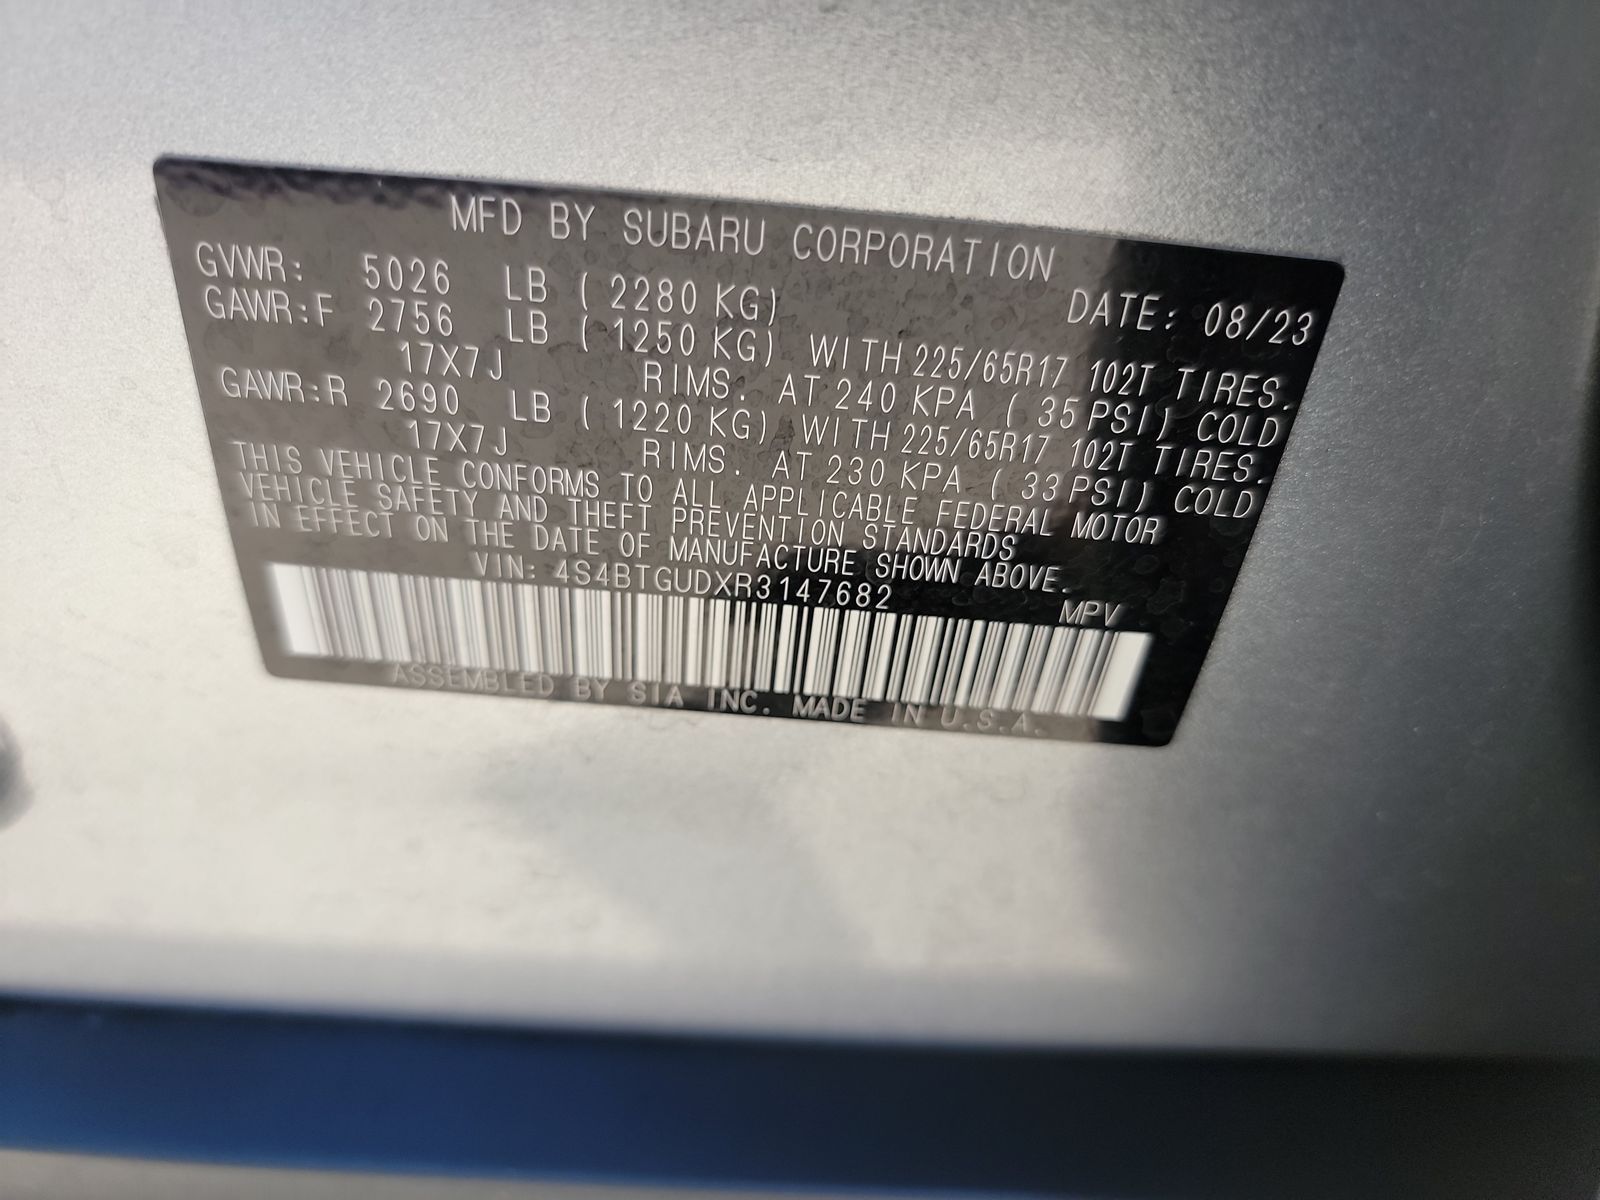 MFD BY SUBARU CORPORATION
GVWR: 5026 LB ( 2280 KG) DATE: 08/23
GAWR:F 2756 LB ( 1250 KG) WITH 225/65R17 102T TIRES.
17X7J RIMS. AT 240 KPA ( 35 PSI) COLD
GAWR:R 2690 LB ( 1220 KG) WITH 225/65R17 102T TIRES.
17X7J RIMS. AT 230 KPA ( 33 PSI) COLD
THIS VEHICLE CONFORMS TO ALL APPLICABLE FEDERAL MOTOR
VEHICLE SAFETY AND THEFT PREVENTION STANDARDS
IN EFFECT ON THE DATE OF MANUFACTURE SHOWN ABOVE.
VIN: 4S4BTGUDXR3147682 MPV
ASSEMBLED BY SIA INC. MADE IN U.S.A.